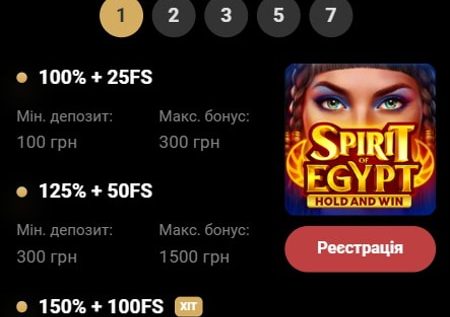 1 2 3 5 7
100% + 25FS
Мін. депозит: Макс. бонус:
100 грн 300 грн
125% + 50FS
Мін. депозит: Макс. бонус:
300 грн 1500 грн
150% + 100FS ХІТ
SPIRIT
OF
EGYPT
HOLD AND WIN
Реєстрація